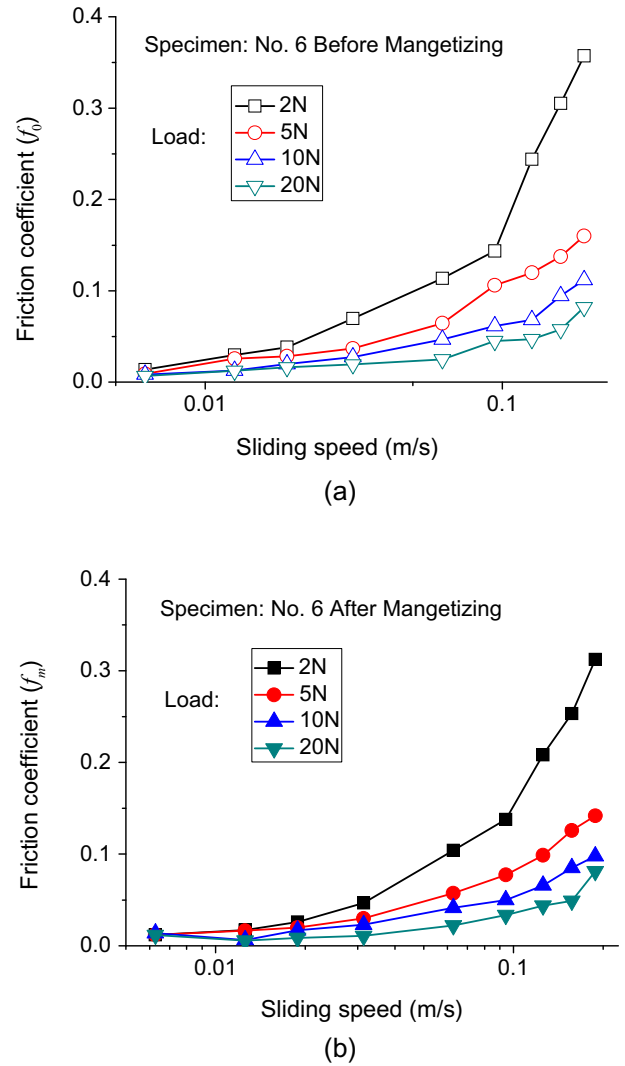 0.4
Specimen: No. 6 Before Mangetizing
0.3
Load:
2N
5N
10N
20N
0.2
0.1
0.0
Friction coefficient (f0)
0.01
0.1
Sliding speed (m/s)
(a)
0.4
Specimen: No. 6 After Mangetizing
0.3
Load:
2N
5N
10N
20N
0.2
0.1
0.0
Friction coefficient (fm)
0.01
0.1
Sliding speed (m/s)
(b)